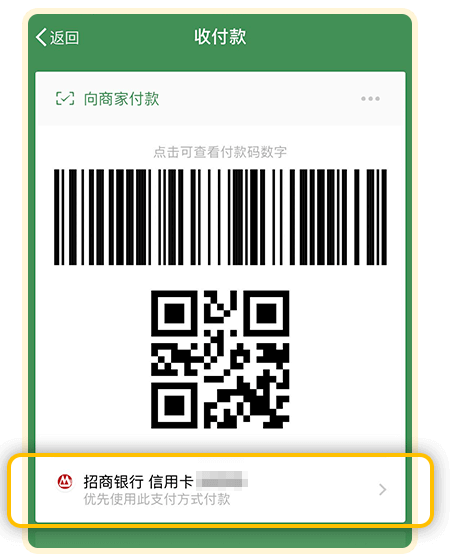 返回
收付款
向商家付款
点击可查看付款码数字
招商银行 信用卡
优先使用此支付方式付款